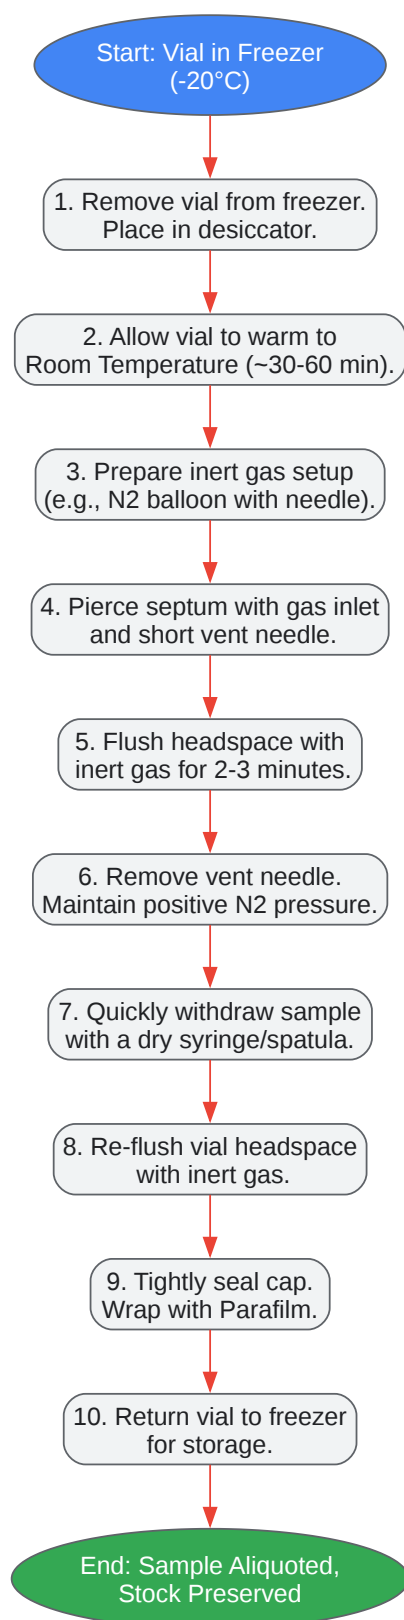 Start: Vial in Freezer
(-20°C)
1. Remove vial from freezer.
Place in desiccator.
2. Allow vial to warm to
Room Temperature (~30-60 min).
3. Prepare inert gas setup
(e.g., N2 balloon with needle).
4. Pierce septum with gas inlet
and short vent needle.
5. Flush headspace with
inert gas for 2-3 minutes.
6. Remove vent needle.
Maintain positive N2 pressure.
7. Quickly withdraw sample
with a dry syringe/spatula.
8. Re-flush vial headspace
with inert gas.
9. Tightly seal cap.
Wrap with Parafilm.
10. Return vial to freezer
for storage.
End: Sample Aliquoted,
Stock Preserved